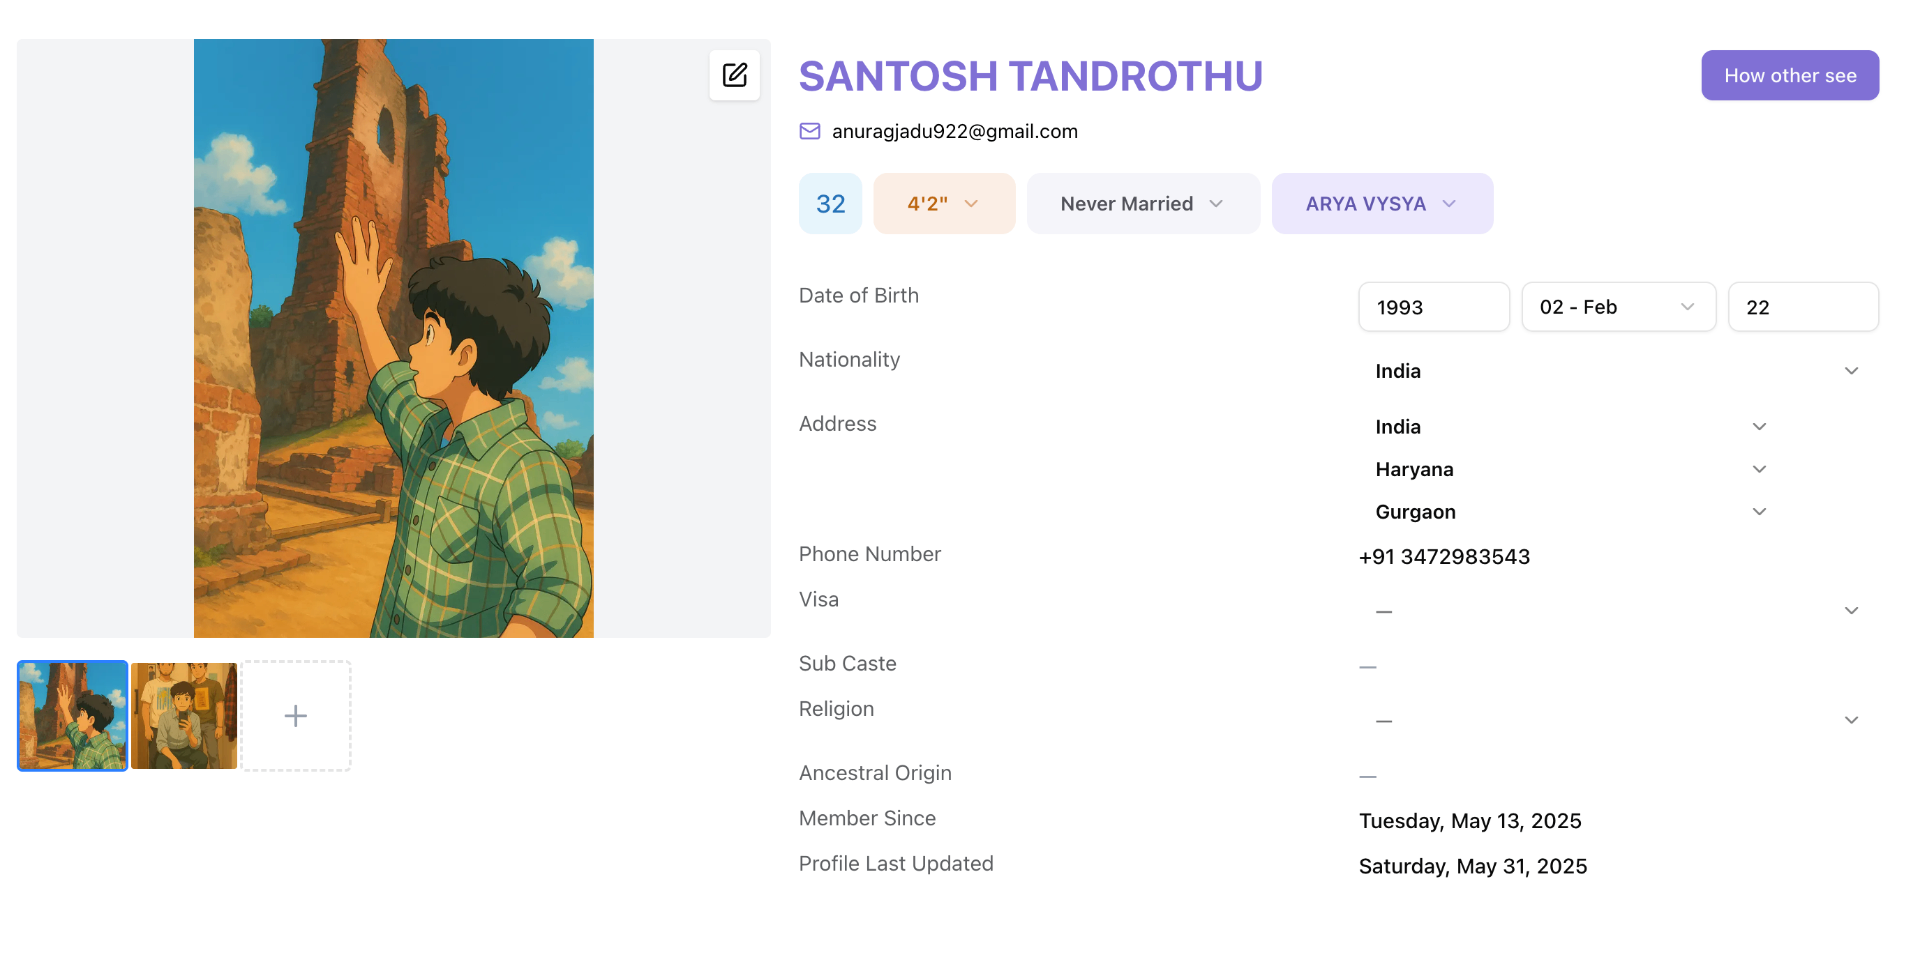 SANTOSH TANDROTHU
How other see
anuragjadu922@gmail.com
32
4'2"
Never Married
ARYA VYSYA
Date of Birth
1993
02 - Feb
22
Nationality
India
Address
India
Haryana
Gurgaon
Phone Number
+91 3472983543
Visa
—
Sub Caste
—
Religion
—
Ancestral Origin
—
Member Since
Tuesday, May 13, 2025
Profile Last Updated
Saturday, May 31, 2025